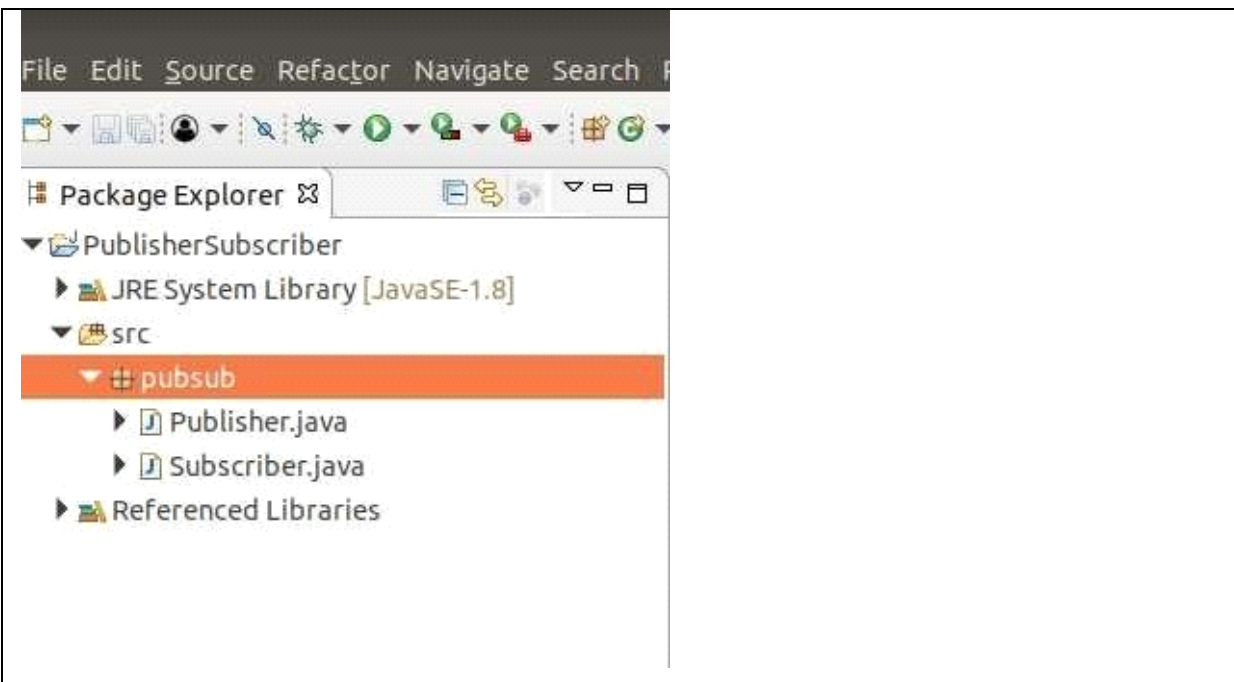 File Edit Source Refactor Navigate Search
Package Explorer
PublisherSubscriber
JRE System Library [JavaSE-1.8]
src
pubsub
Publisher.java
Subscriber.java
Referenced Libraries